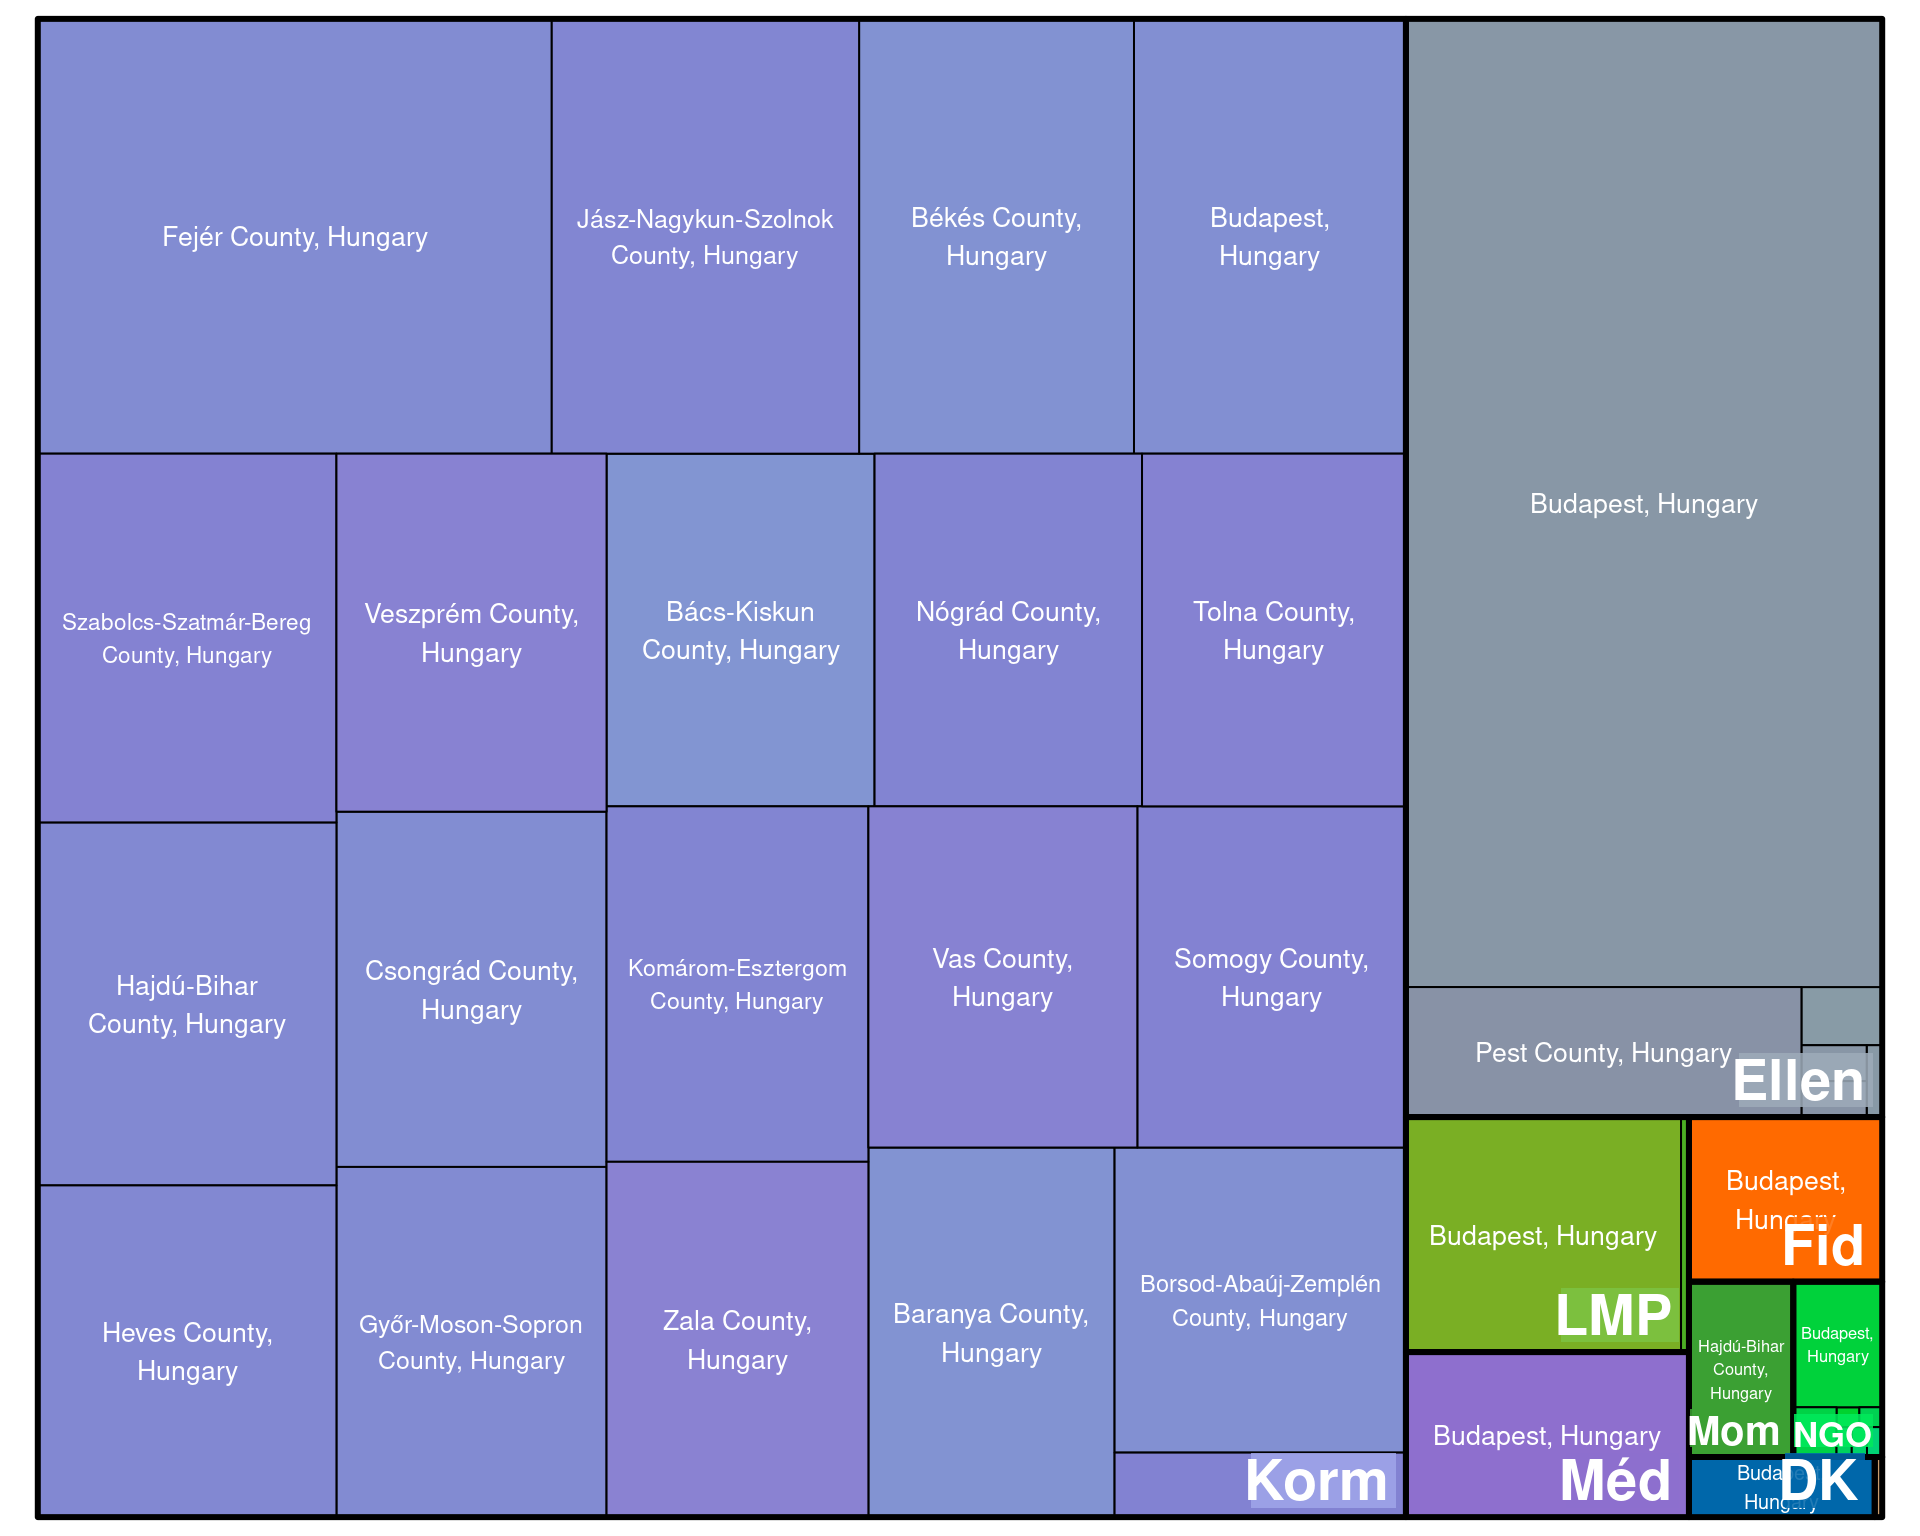 Fejér County, Hungary
Jász-Nagykun-Szolnok
County, Hungary
Békés County,
Hungary
Budapest,
Hungary
Szabolcs-Szatmár-Bereg
County, Hungary
Veszprém County,
Hungary
Bács-Kiskun
County, Hungary
Nógrád County,
Hungary
Tolna County,
Hungary
Hajdú-Bihar
County, Hungary
Csongrád County,
Hungary
Komárom-Esztergom
County, Hungary
Vas County,
Hungary
Somogy County,
Hungary
Heves County,
Hungary
Győr-Moson-Sopron
County, Hungary
Zala County,
Hungary
Baranya County,
Hungary
Borsod-Abaúj-Zemplén
County, Hungary
Korm
Budapest, Hungary
Pest County, Hungary
Ellen
Budapest, Hungary
LMP
Budapest, Hungary
Méd
Budapest,
Hungary
Fid
Hajdú-Bihar
County,
Hungary
Mom
Budapest,
Hungary
NGO
Budapest,
Hungary
DK